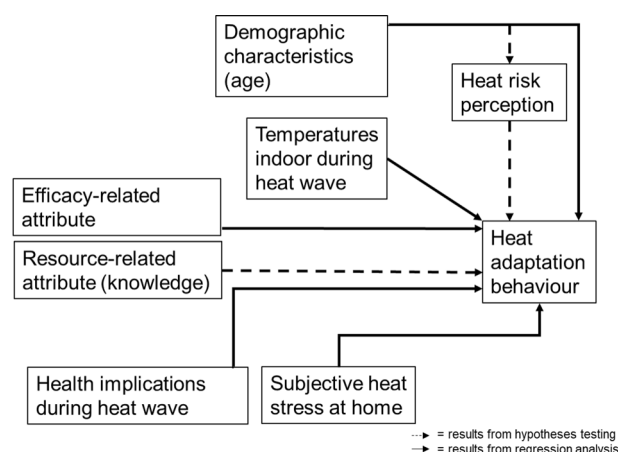 Demographic
characteristics
(age)
Heat risk
perception
Temperatures
indoor during
heat wave
Efficacy-related
attribute
Resource-related
attribute (knowledge)
Heat
adaptation
behaviour
Health implications
during heat wave
Subjective heat
stress at home
= results from hypotheses testing
= results from regression analysis